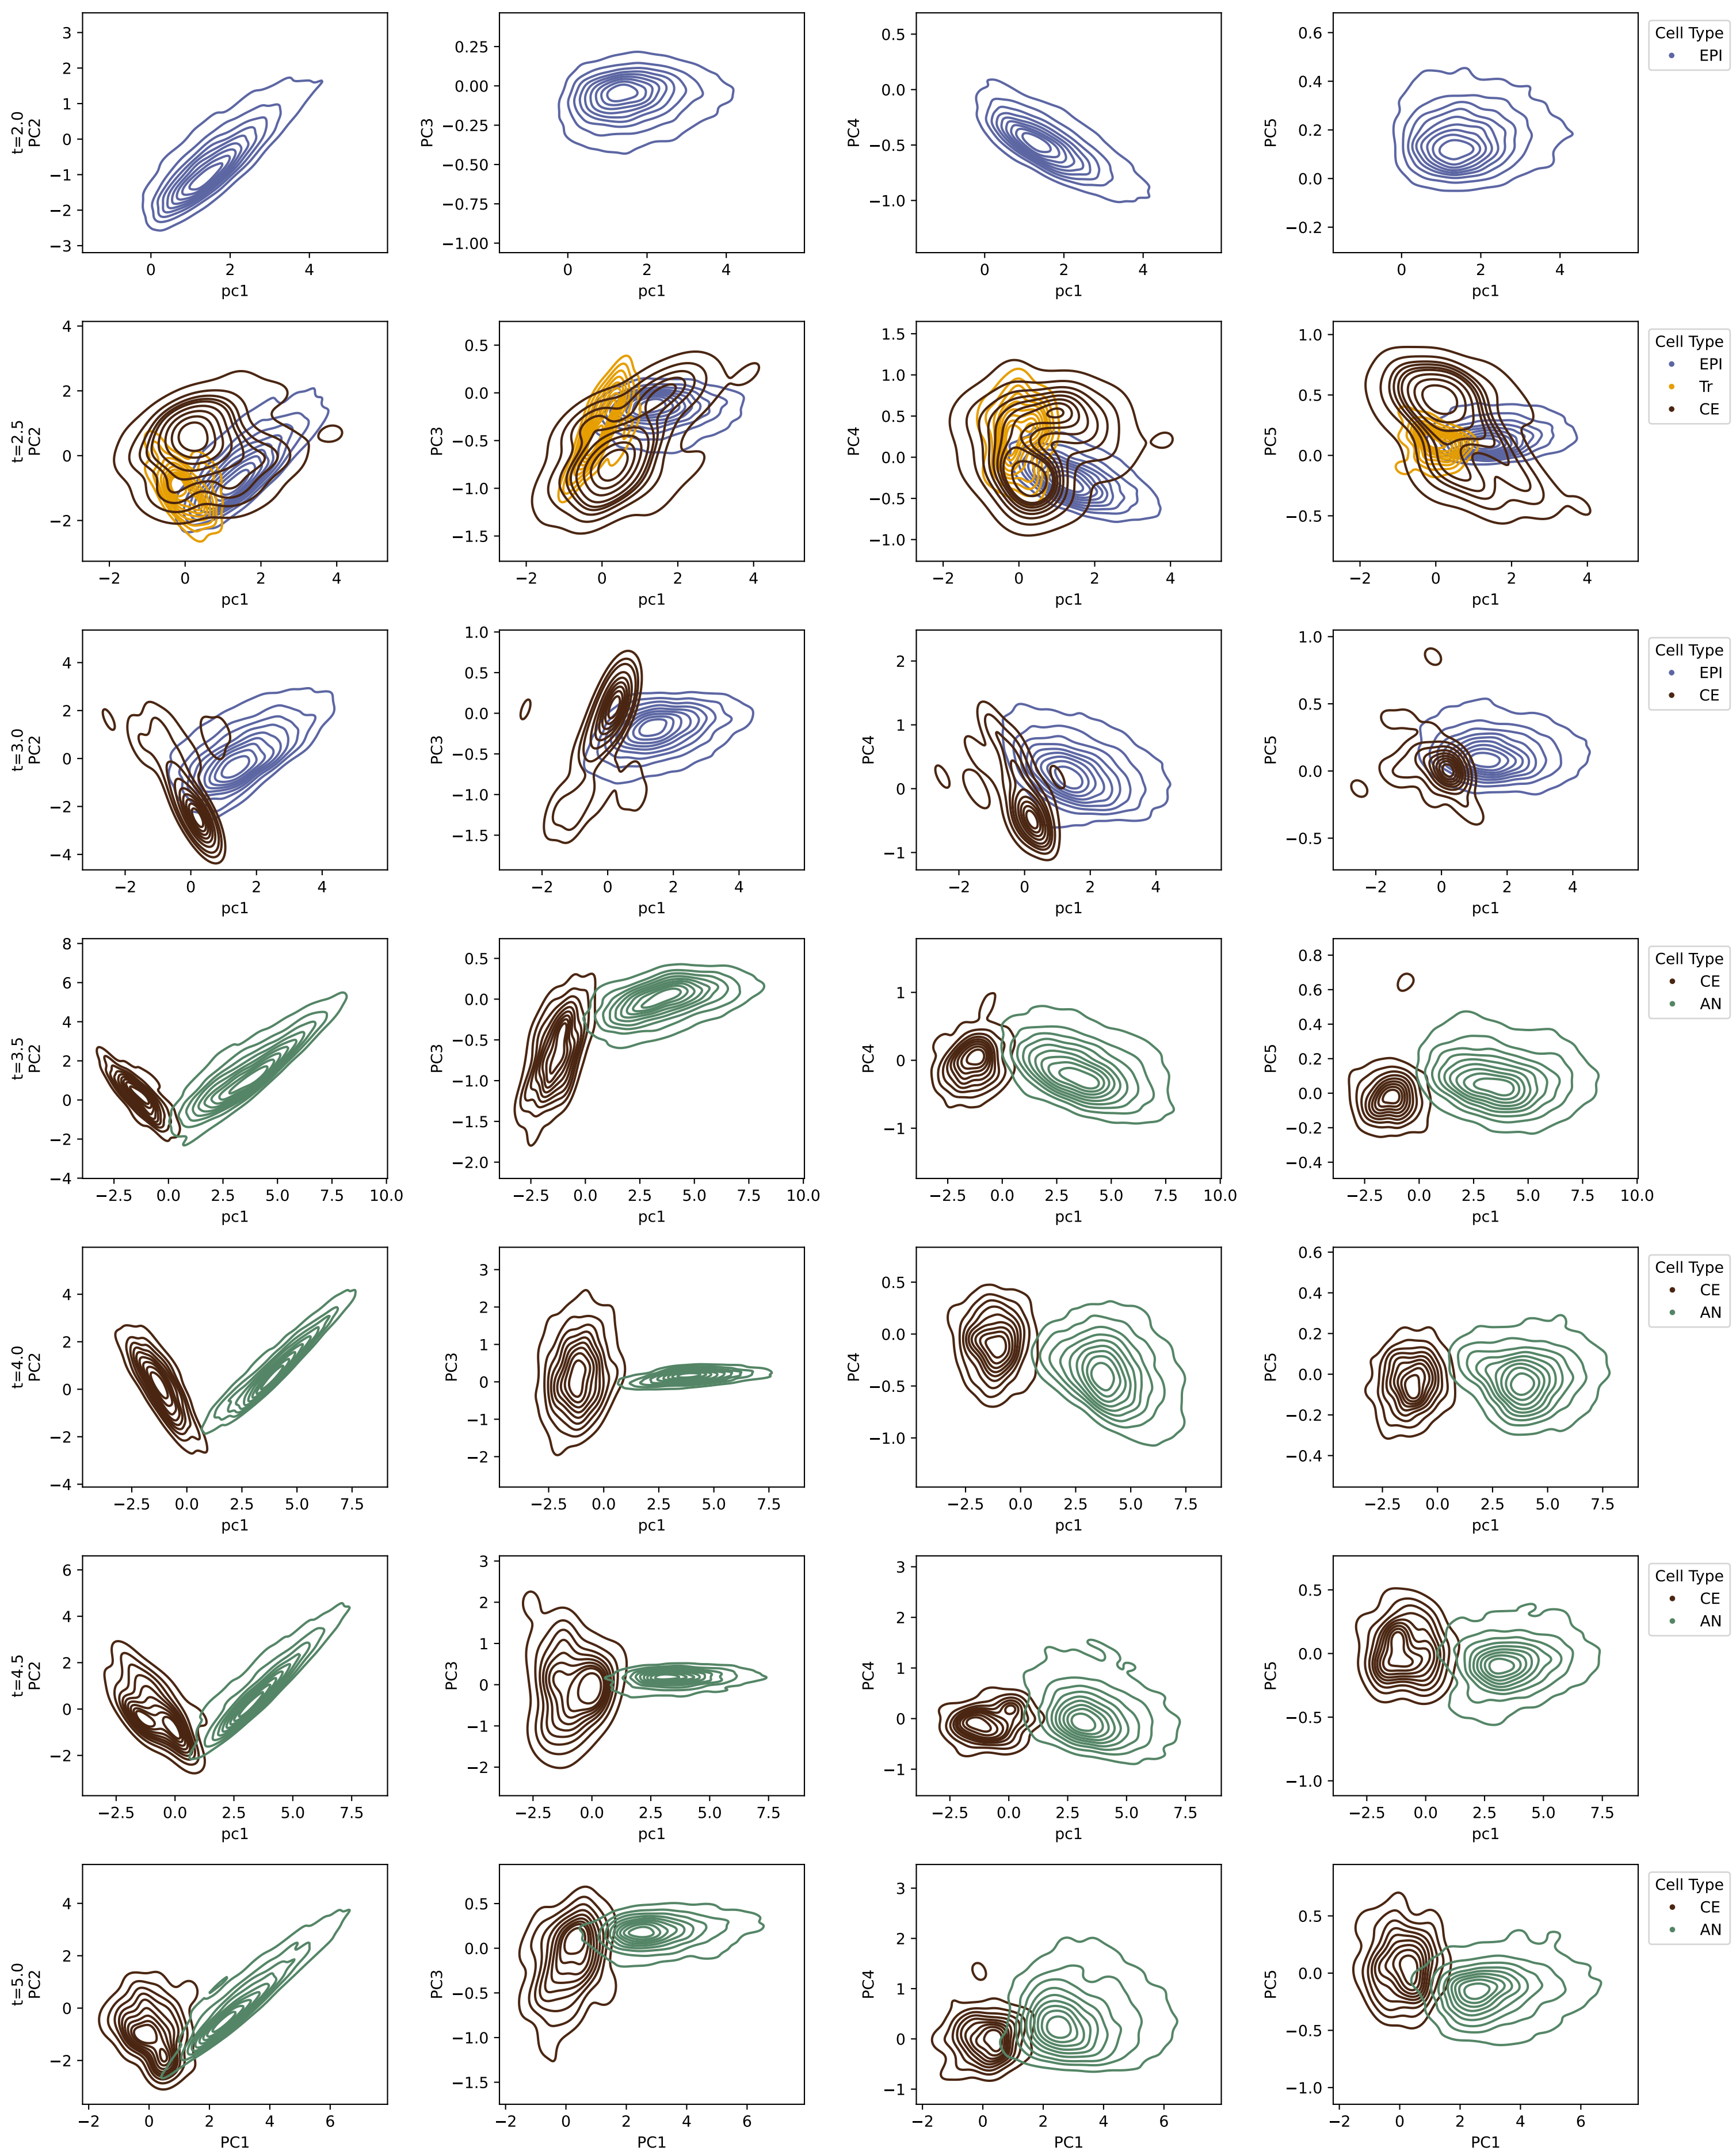 t=2.0
PC2
3
2
1
0
−1
−2
−3
0 2 4
pc1
PC3
0.25
0.00
−0.25
−0.50
−0.75
−1.00
0 2 4
pc1
PC4
0.5
0.0
−0.5
−1.0
0 2 4
pc1
PC5
0.6
0.4
0.2
0.0
−0.2
0 2 4
pc1
Cell Type
EPI
t=2.5
PC2
4
2
0
−2
−2 0 2 4
pc1
PC3
0.5
0.0
−0.5
−1.0
−1.5
−2 0 2 4
pc1
PC4
1.5
1.0
0.5
0.0
−0.5
−1.0
−2 0 2 4
pc1
PC5
1.0
0.5
0.0
−0.5
−2 0 2 4
pc1
Cell Type
EPI
Tr
CE
t=3.0
PC2
4
2
0
−2
−4
−2 0 2 4
pc1
PC3
1.0
0.5
0.0
−0.5
−1.0
−1.5
−2 0 2 4
pc1
PC4
2
1
0
−1
−2 0 2 4
pc1
PC5
1.0
0.5
0.0
−0.5
−2 0 2 4
pc1
Cell Type
EPI
CE
t=3.5
PC2
8
6
4
2
0
−2
−4
−2.5 0.0 2.5 5.0 7.5 10.0
pc1
PC3
0.5
0.0
−0.5
−1.0
−1.5
−2.0
−2.5 0.0 2.5 5.0 7.5 10.0
pc1
PC4
1
0
−1
−2.5 0.0 2.5 5.0 7.5 10.0
pc1
PC5
0.8
0.6
0.4
0.2
0.0
−0.2
−0.4
−2.5 0.0 2.5 5.0 7.5 10.0
pc1
Cell Type
CE
AN
t=4.0
PC2
4
2
0
−2
−4
−2.5 0.0 2.5 5.0 7.5
pc1
PC3
3
2
1
0
−1
−2
−2.5 0.0 2.5 5.0 7.5
pc1
PC4
0.5
0.0
−0.5
−1.0
−2.5 0.0 2.5 5.0 7.5
pc1
PC5
0.6
0.4
0.2
0.0
−0.2
−0.4
−2.5 0.0 2.5 5.0 7.5
pc1
Cell Type
CE
AN
t=4.5
PC2
6
4
2
0
−2
−2.5 0.0 2.5 5.0 7.5
pc1
PC3
3
2
1
0
−1
−2
−2.5 0.0 2.5 5.0 7.5
pc1
PC4
3
2
1
0
−1
−2.5 0.0 2.5 5.0 7.5
pc1
PC5
0.5
0.0
−0.5
−1.0
−2.5 0.0 2.5 5.0 7.5
pc1
Cell Type
CE
AN
t=5.0
PC2
4
2
0
−2
−2 0 2 4 6
PC1
PC3
0.5
0.0
−0.5
−1.0
−1.5
−2 0 2 4 6
PC1
PC4
3
2
1
0
−1
−2 0 2 4 6
PC1
PC5
0.5
0.0
−0.5
−1.0
−2 0 2 4 6
PC1
Cell Type
CE
AN